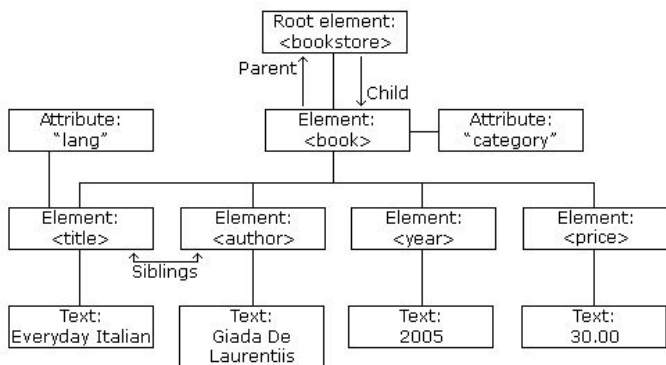 Root element:
<bookstore>
Parent
Child
Attribute:
"lang"
Element:
<book>
Attribute:
"category"
Element:
<title>
Element:
<author>
Element:
<year>
Element:
<price>
Siblings
Text:
Everyday Italian
Text:
Giada De
Laurentiis
Text:
2005
Text:
30.00